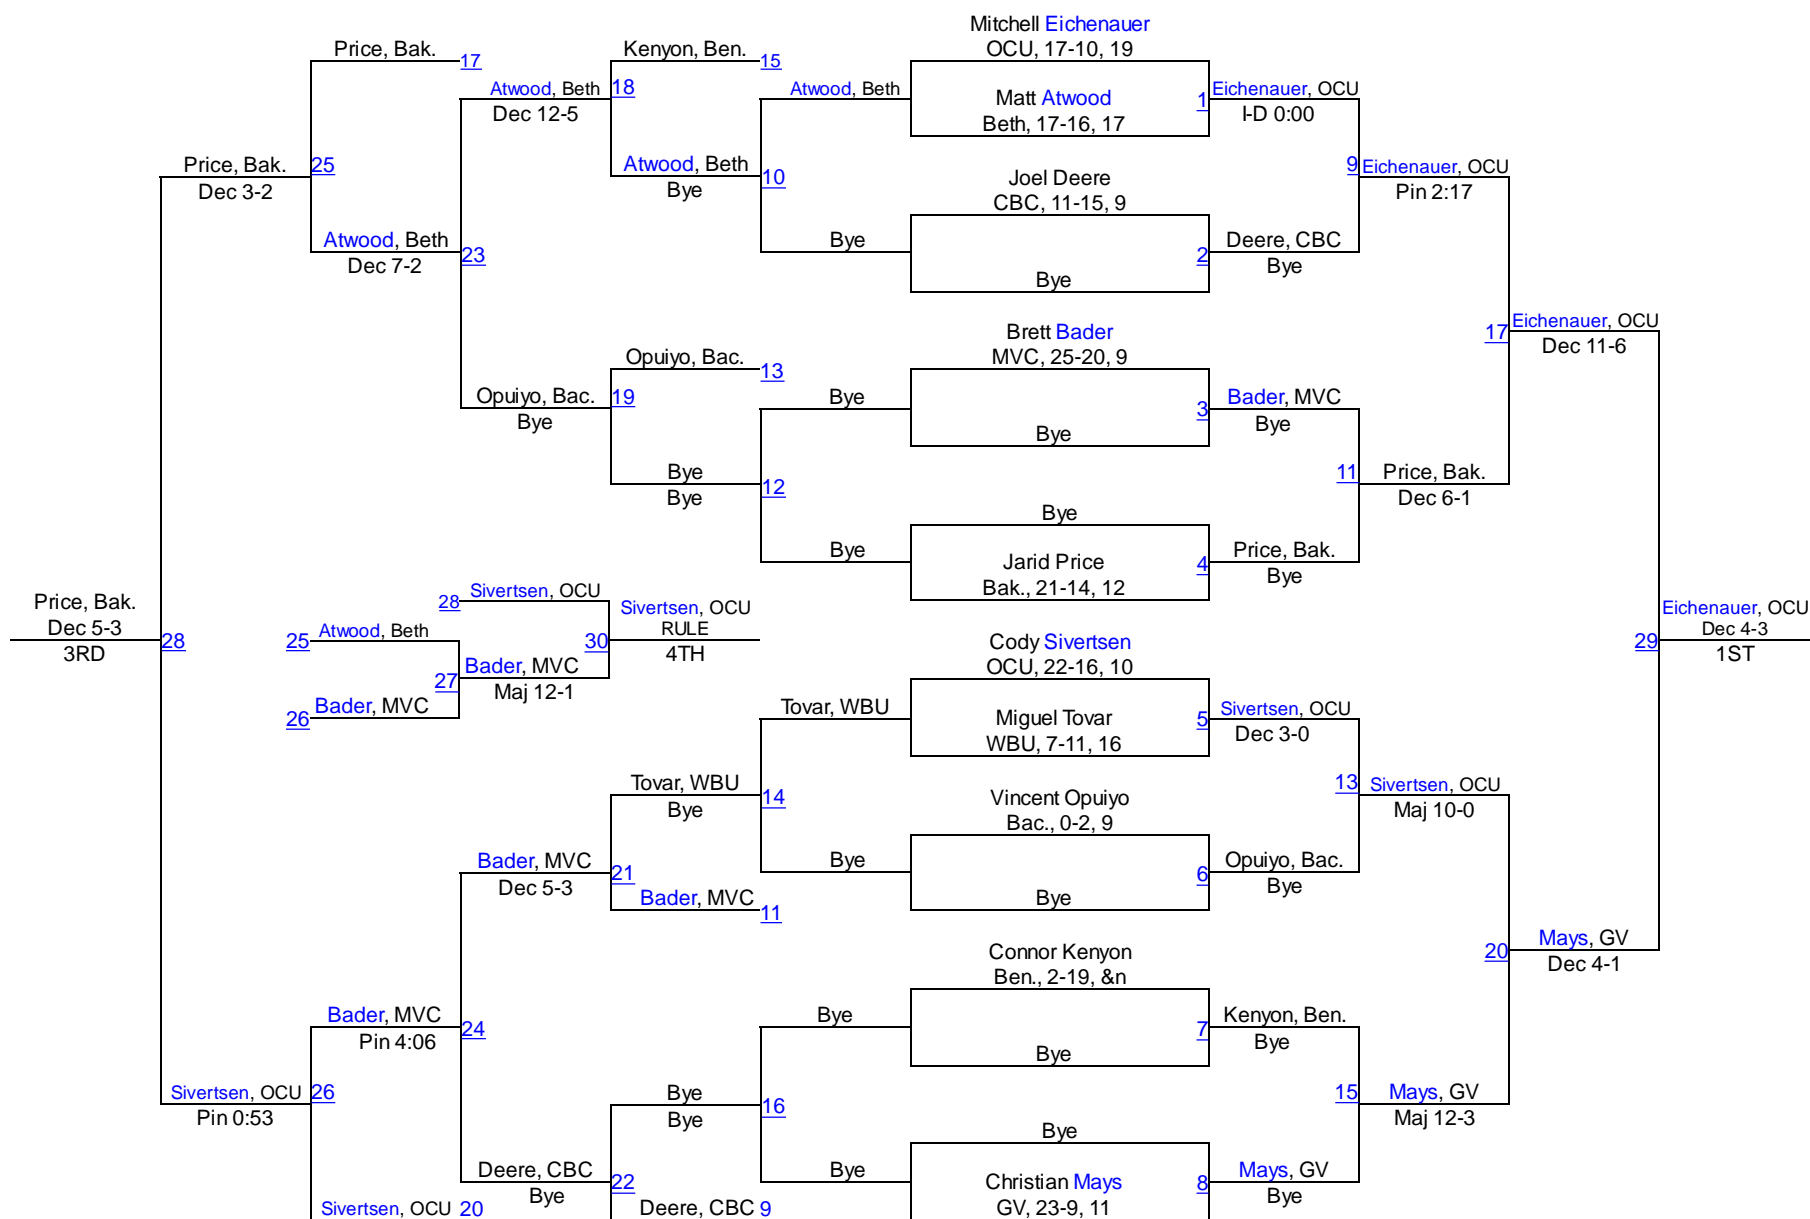 Mitchell Eichenauer
OCU, 17-10, 19
Price, Bak.
17
Kenyon, Ben.
15
Atwood, Beth
18
Dec 12-5
Atwood, Beth
Matt Atwood
Beth, 17-16, 17
1
Eichenauer, OCU
I-D 0:00
Price, Bak.
25
Dec 3-2
Atwood, Beth
10
Bye
Joel Deere
CBC, 11-15, 9
9
Eichenauer, OCU
Pin 2:17
Atwood, Beth
23
Dec 7-2
Bye
Bye
2
Deere, CBC
Bye
Brett Bader
MVC, 25-20, 9
17
Eichenauer, OCU
Dec 11-6
Opuiyo, Bac.
13
Opuiyo, Bac.
19
Bye
Bye
Bye
3
Bader, MVC
Bye
Bye
Bye
12
11
Price, Bak.
Dec 6-1
Bye
Bye
Jarid Price
Bak., 21-14, 12
4
Price, Bak.
Bye
Price, Bak.
Dec 5-3
3RD
28
28
Sivertsen, OCU
25
Atwood, Beth
27
Bader, MVC
Maj 12-1
26
Bader, MVC
30
Sivertsen, OCU
RULE
4TH
Cody Sivertsen
OCU, 22-16, 10
29
Eichenauer, OCU
Dec 4-3
1ST
Tovar, WBU
Miguel Tovar
WBU, 7-11, 16
5
Sivertsen, OCU
Dec 3-0
Tovar, WBU
14
Bye
Vincent Opuiyo
Bac., 0-2, 9
13
Sivertsen, OCU
Maj 10-0
Bader, MVC
21
Dec 5-3
Bye
Bye
6
Opuiyo, Bac.
Bye
Bader, MVC
11
Connor Kenyon
Ben., 2-19, &n
20
Mays, GV
Dec 4-1
Bader, MVC
24
Pin 4:06
Bye
Bye
7
Kenyon, Ben.
Bye
Sivertsen, OCU
26
Pin 0:53
Bye
Bye
16
15
Mays, GV
Maj 12-3
Bye
Deere, CBC
22
Bye
Bye
Christian Mays
GV, 23-9, 11
8
Mays, GV
Bye
Sivertsen, OCU
20
Deere, CBC
9